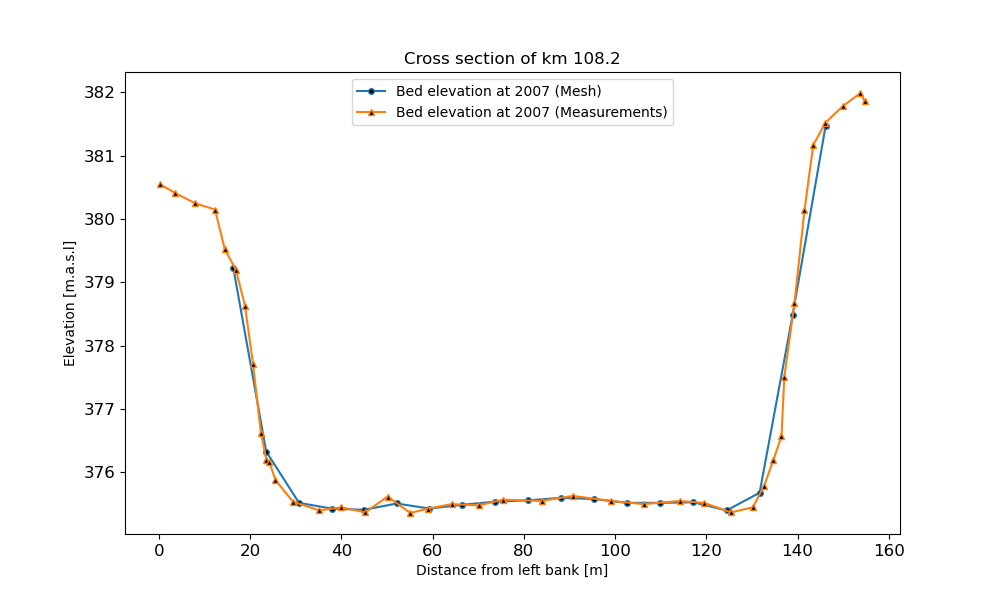 Cross section of km 108.2
Bed elevation at 2007 (Mesh)
Bed elevation at 2007 (Measurements)
382
381
380
379
378
377
376
Elevation [m.a.s.l]
0 20 40 60 80 100 120 140 160
Distance from left bank [m]